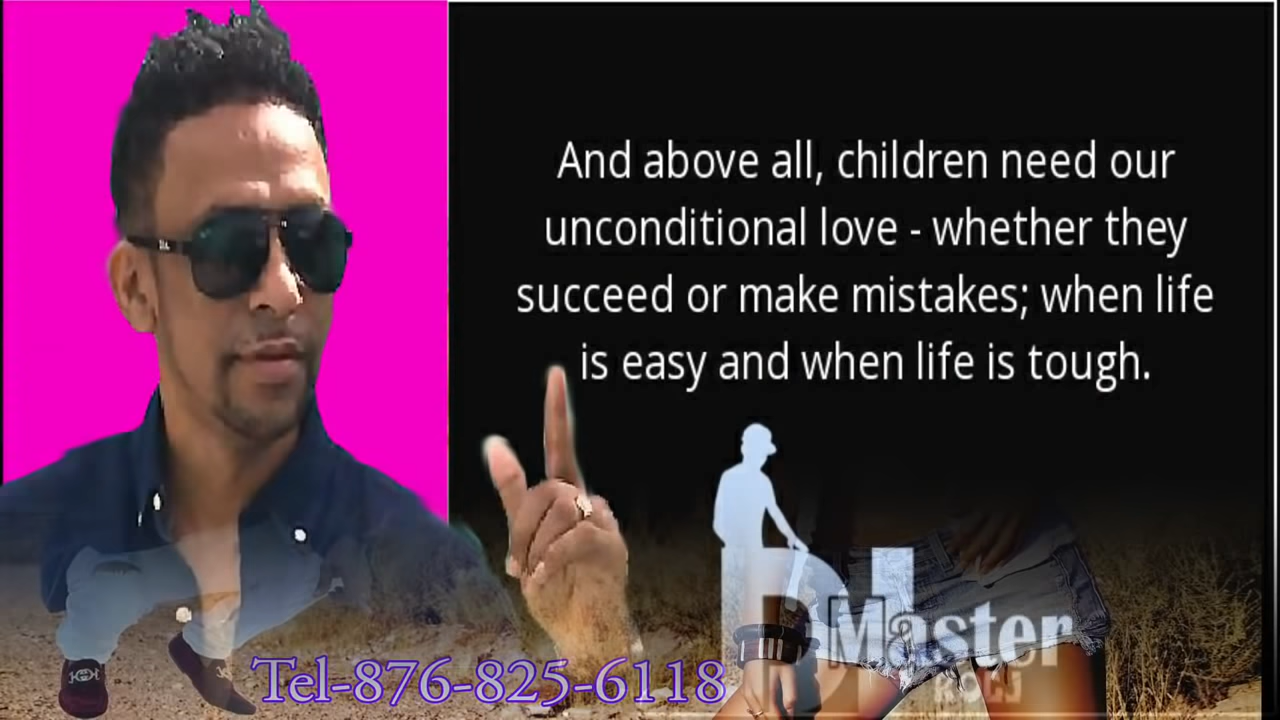 And above all, children need our
unconditional love - whether they
succeed or make mistakes; when life
is easy and when life is tough.
Master
Tel-876-825-6118